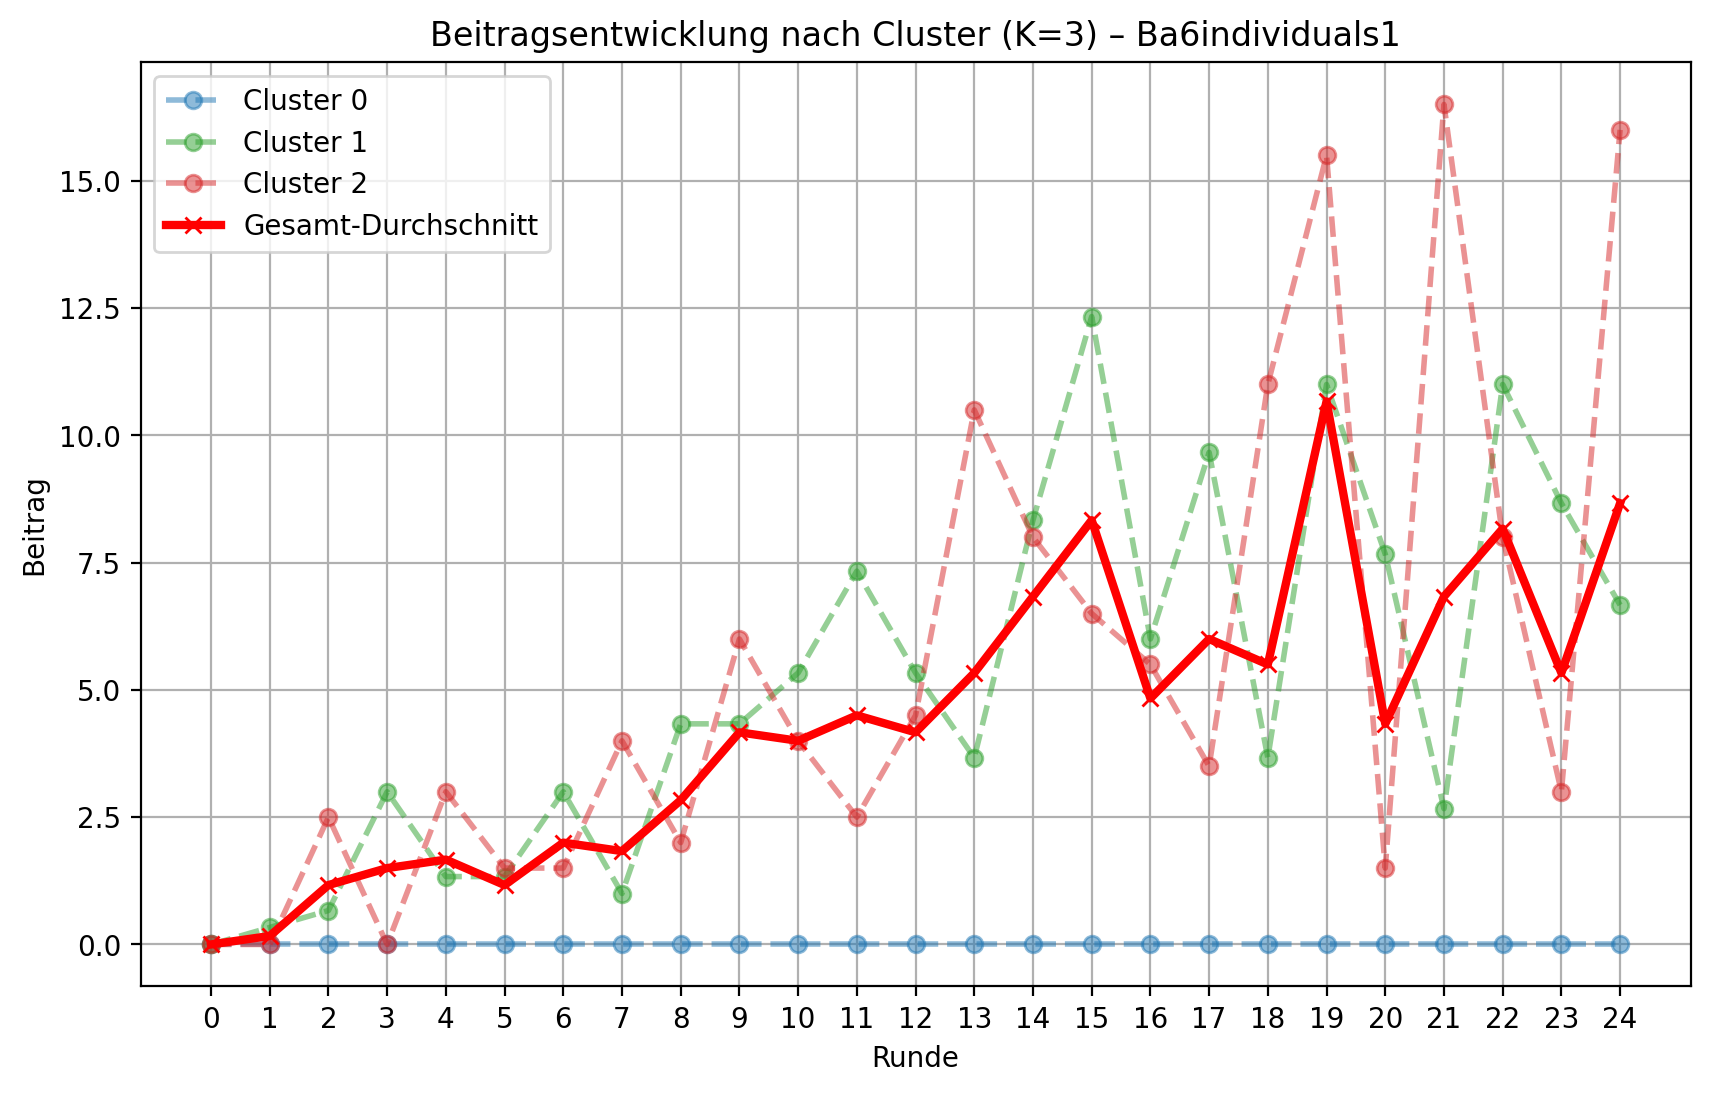 Beitragsentwicklung nach Cluster (K=3) – Ba6individuals1
Cluster 0
Cluster 1
Cluster 2
Gesamt-Durchschnitt
Beitrag
15.0
12.5
10.0
7.5
5.0
2.5
0.0
0 1 2 3 4 5 6 7 8 9 10 11 12 13 14 15 16 17 18 19 20 21 22 23 24
Runde